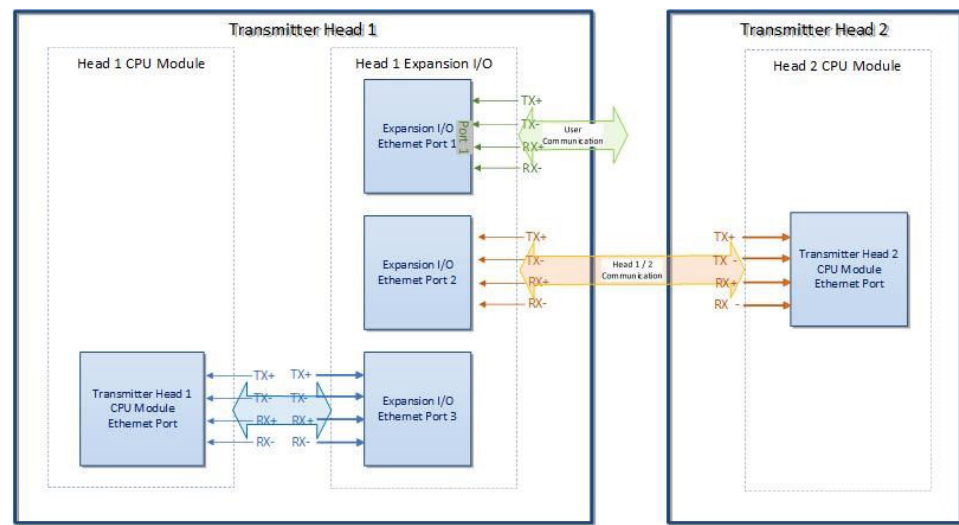 Transmitter Head 1
Transmitter Head 2
Head 1 CPU Module
Head 1 Expansion I/O
Head 2 CPU Module
Expansion I/O
Ethernet Port 1
Port 1
TX+
TX-
RX+
RX-
User
Communication
Expansion I/O
Ethernet Port 2
TX+
TX-
RX+
RX-
Head 1 / 2
Communication
TX+
TX -
RX+
RX -
Transmitter Head 2
CPU Module
Ethernet Port
Transmitter Head 1
CPU Module
Ethernet Port
TX+ TX+
TX- TX-
RX+ RX+
RX- RX-
Expansion I/O
Ethernet Port 3